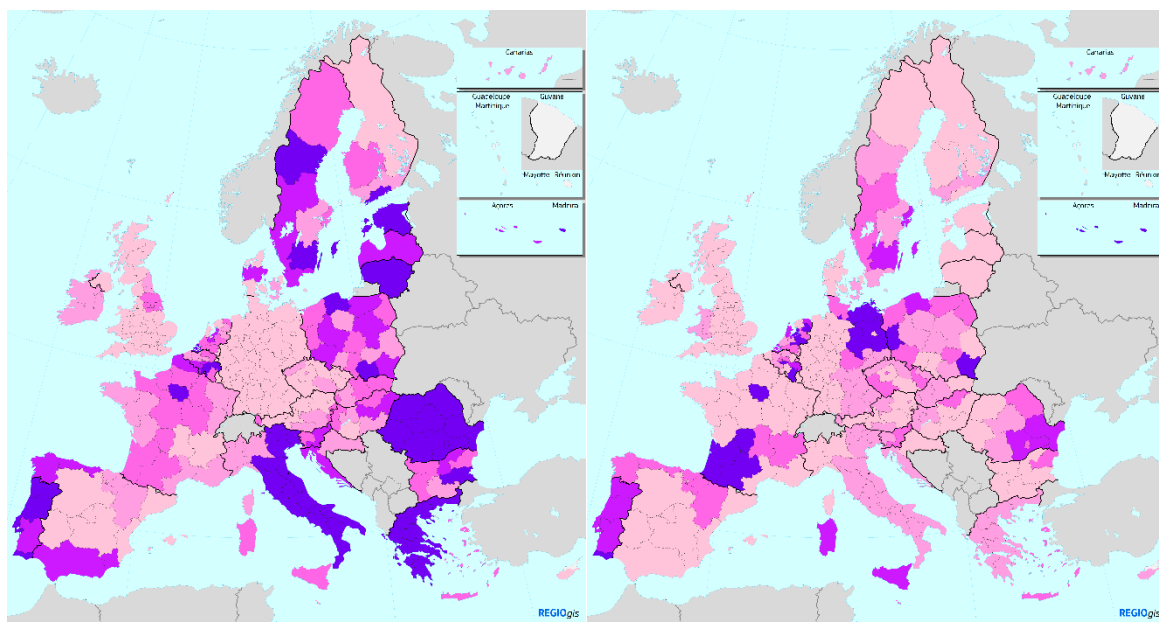 Canarias
Guadeloupe
Martinique
Guyane
Mayotte
Réunion
Açores
Madeira
REGIOgis
Canarias
Guadeloupe
Martinique
Guyane
Mayotte
Réunion
Açores
Madeira
REGIOgis